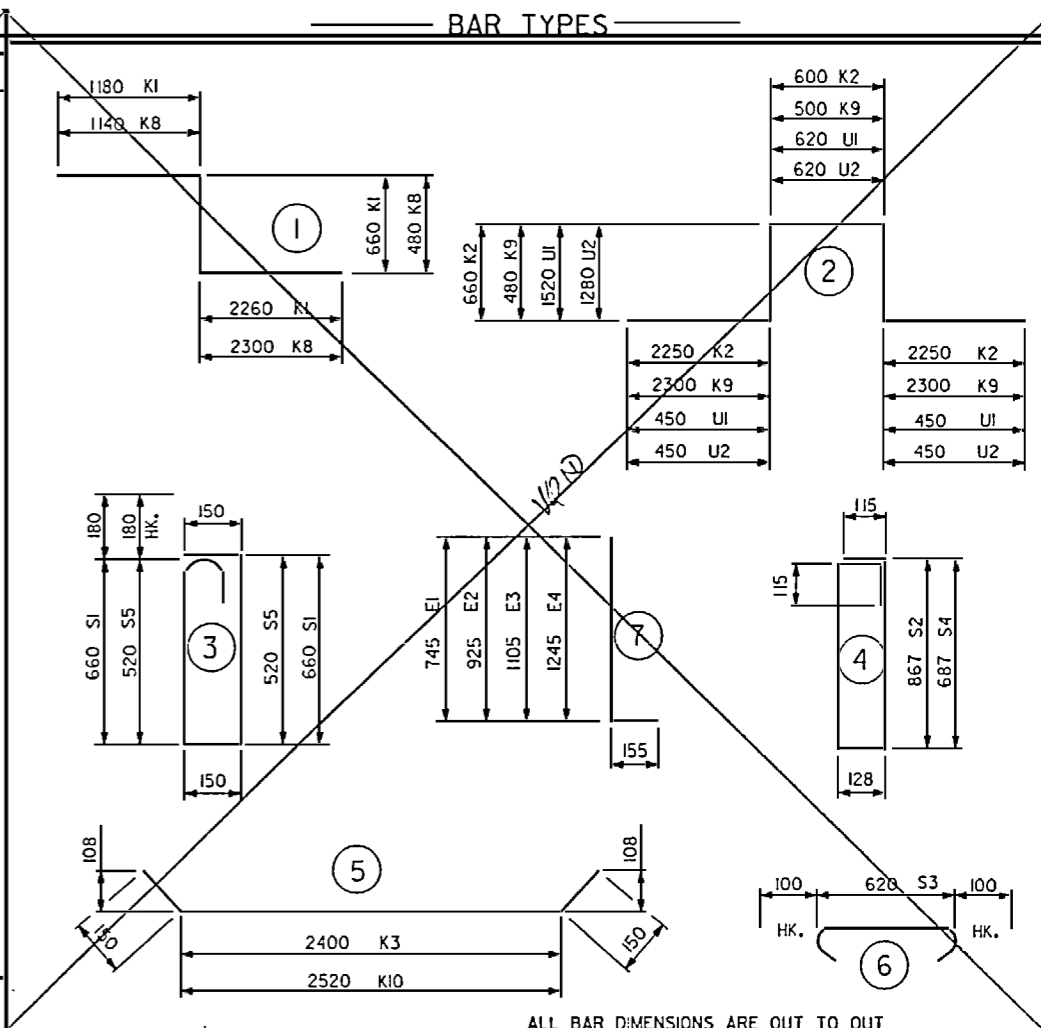 BAR TYPES
1180 K1
1140 K8
660 K1
480 K8
1
2260 K1
2300 K8
600 K2
500 K9
620 U1
620 U2
660 K2
480 K9
1520 U1
1280 U2
2
2250 K2
2300 K9
450 U1
450 U2
2250 K2
2300 K9
450 U1
450 U2
VOID
180
180 HK.
150
660 S1
520 S5
3
520 S5
660 S1
150
745 E1
925 E2
1105 E3
1245 E4
7
155
115
115
4
867 S2
687 S4
128
108
5
108
150
150
2400 K3
2520 K10
100
620 S3
100
HK.
HK.
6
ALL BAR DIMENSIONS ARE OUT TO OUT